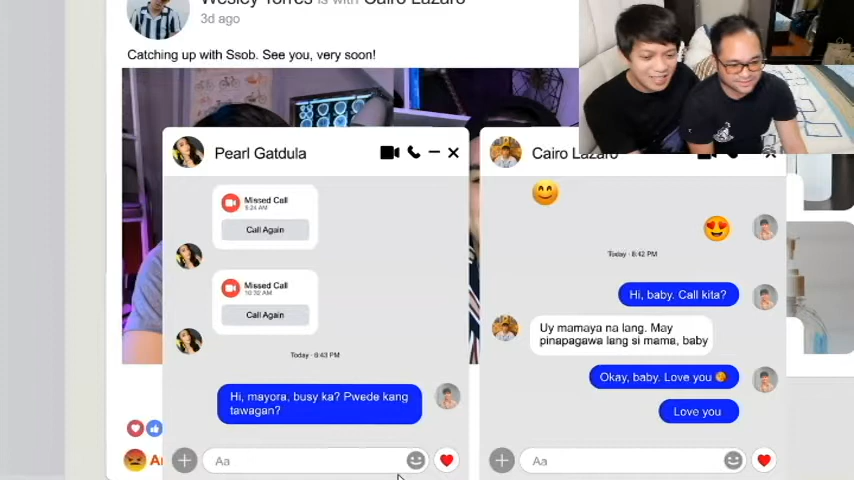 Wesley Torres is with Cairo Lazaro
3d ago
Catching up with Ssob. See you, very soon!
Pearl Gatdula
Missed Call
Call Again
Missed Call
10:32 AM
Call Again
Today · 6:43 PM
Hi, mayora, busy ka? Pwede kang
tawagan?
Aa
Cairo Lazaro
Today · 6:42 PM
Hi, baby. Call kita?
Uy mamaya na lang. May
pinapagawa lang si mama, baby
Okay, baby. Love you
Love you
Aa